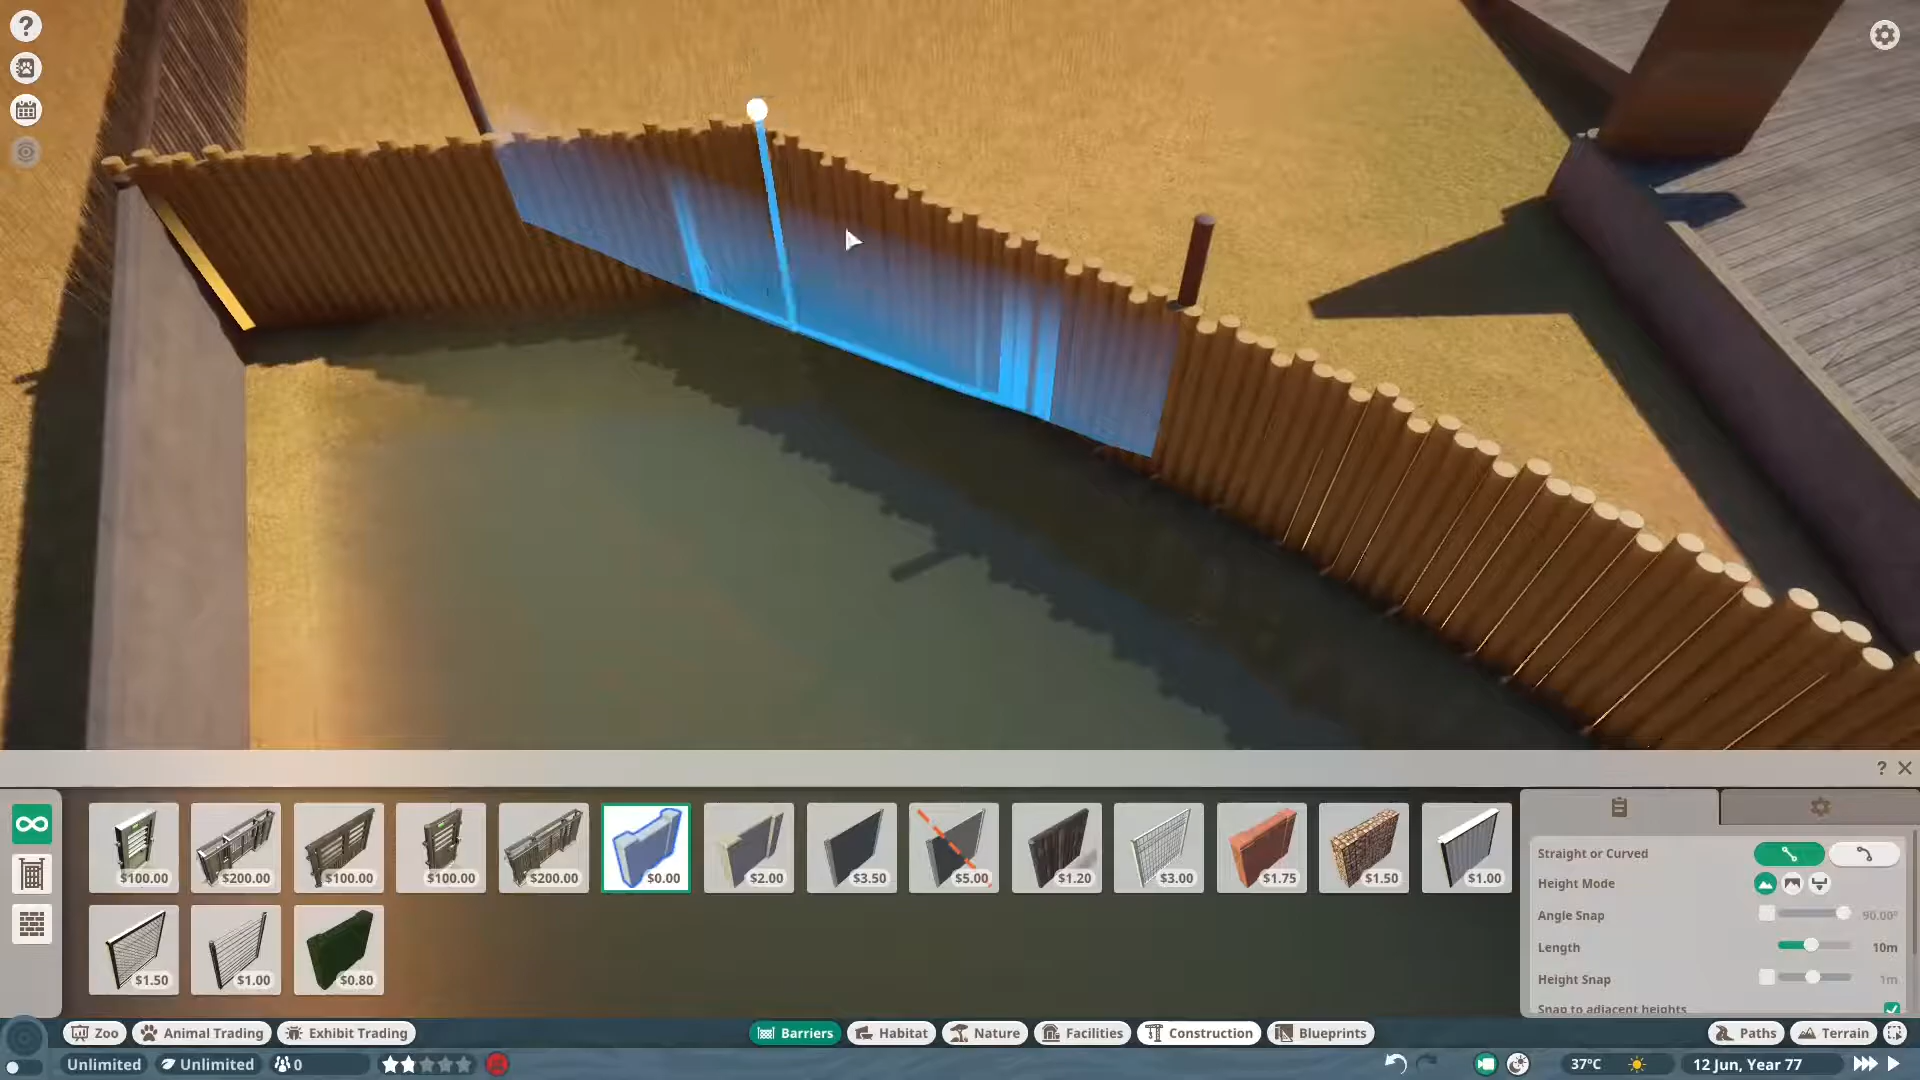 ?
?
$100.00
$200.00
$100.00
$100.00
$200.00
$0.00
$2.00
$3.50
$5.00
$1.20
$3.00
$1.75
$1.50
$1.00
$1.50
$1.00
$0.80
Straight or Curved
Height Mode
Angle Snap 90.00°
Length 10m
Height Snap 1m
Snap to adjacent heights
Zoo
Animal Trading
Exhibit Trading
Barriers
Habitat
Nature
Facilities
Construction
Blueprints
Paths
Terrain
Unlimited
Unlimited
0
37°C
12 Jun, Year 77